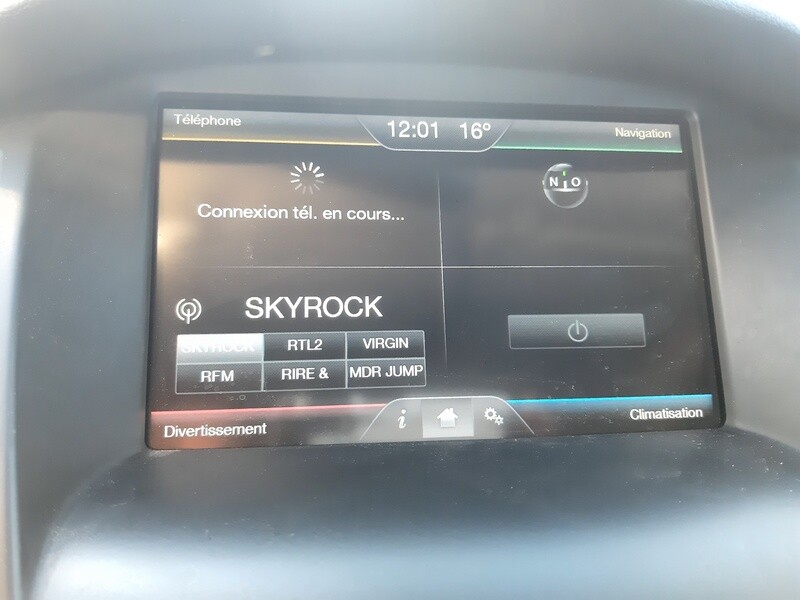 Téléphone
12:01 16°
Navigation
Connexion tél. en cours...
N O
SKYROCK
SKYROCK RTL2 VIRGIN
RFM RIRE & MDR JUMP
Divertissement
i
Climatisation